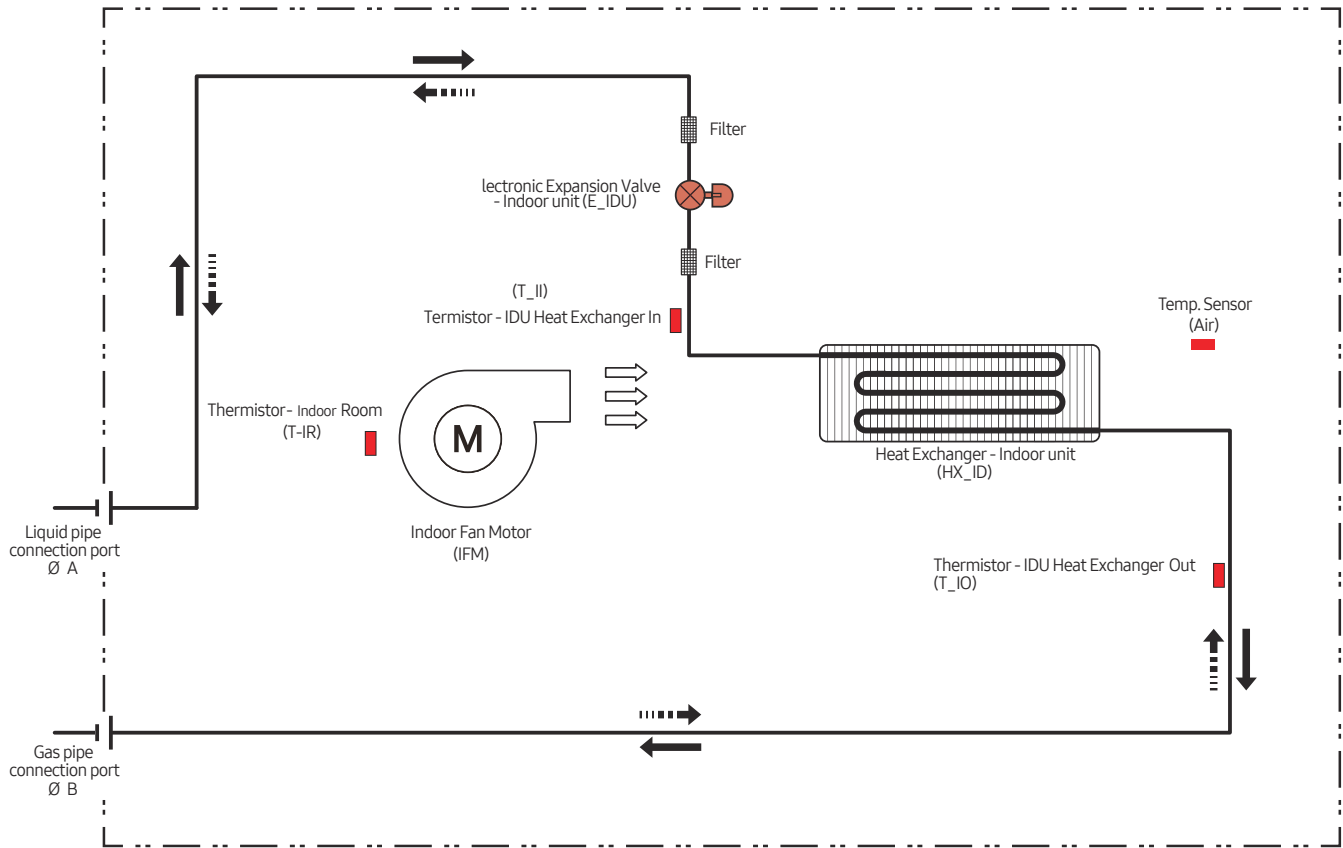 Filter
lectronic Expansion Valve
- Indoor unit (E_IDU)
Filter
(T_II)
Termistor - IDU Heat Exchanger In
Temp. Sensor
(Air)
Thermistor - Indoor Room
(T-IR)
M
Heat Exchanger - Indoor unit
(HX_ID)
Liquid pipe
connection port
Ø A
Indoor Fan Motor
(IFM)
Thermistor - IDU Heat Exchanger Out
(T_IO)
Gas pipe
connection port
Ø B